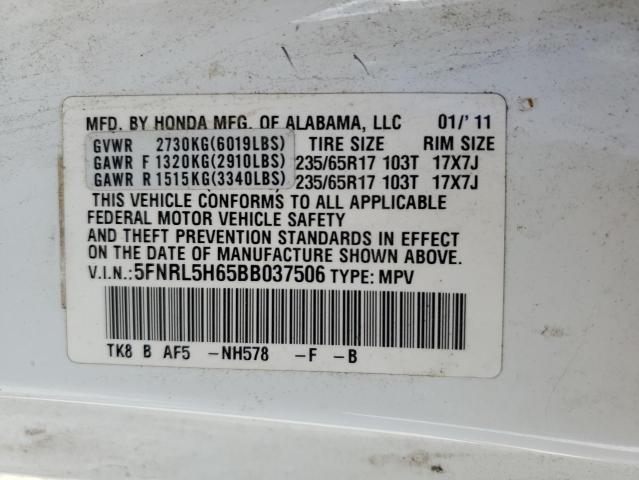 MFD. BY HONDA MFG. OF ALABAMA, LLC 01/'11
GVWR 2730KG(6019LBS) TIRE SIZE RIM SIZE
GAWR F 1320KG(2910LBS) 235/65R17 103T 17X7J
GAWR R 1515KG(3340LBS) 235/65R17 103T 17X7J
THIS VEHICLE CONFORMS TO ALL APPLICABLE
FEDERAL MOTOR VEHICLE SAFETY
AND THEFT PREVENTION STANDARDS IN EFFECT
ON THE DATE OF MANUFACTURE SHOWN ABOVE.
V.I.N.:5FNRL5H65BB037506 TYPE: MPV
TK8 B AF5 -NH578 -F -B